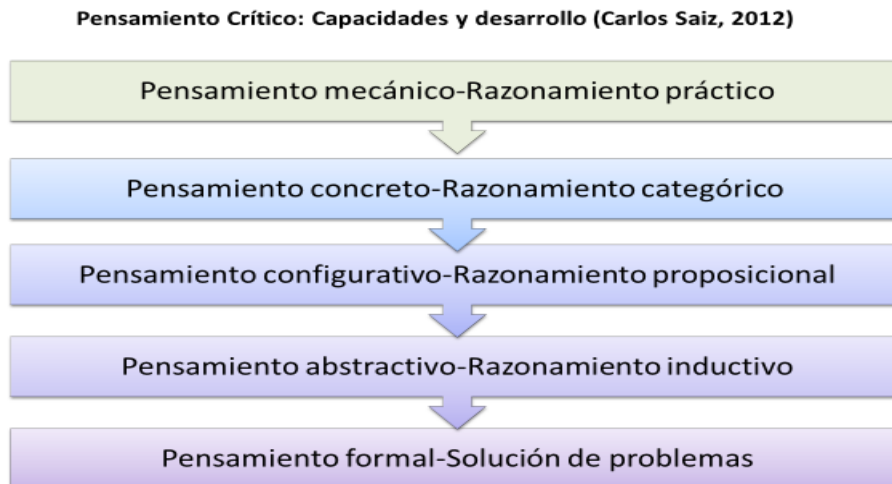 Pensamiento Crítico: Capacidades y desarrollo (Carlos Saiz, 2012)
Pensamiento mecánico-Razonamiento práctico
Pensamiento concreto-Razonamiento categórico
Pensamiento configurativo-Razonamiento proposicional
Pensamiento abstractivo-Razonamiento inductivo
Pensamiento formal-Solución de problemas